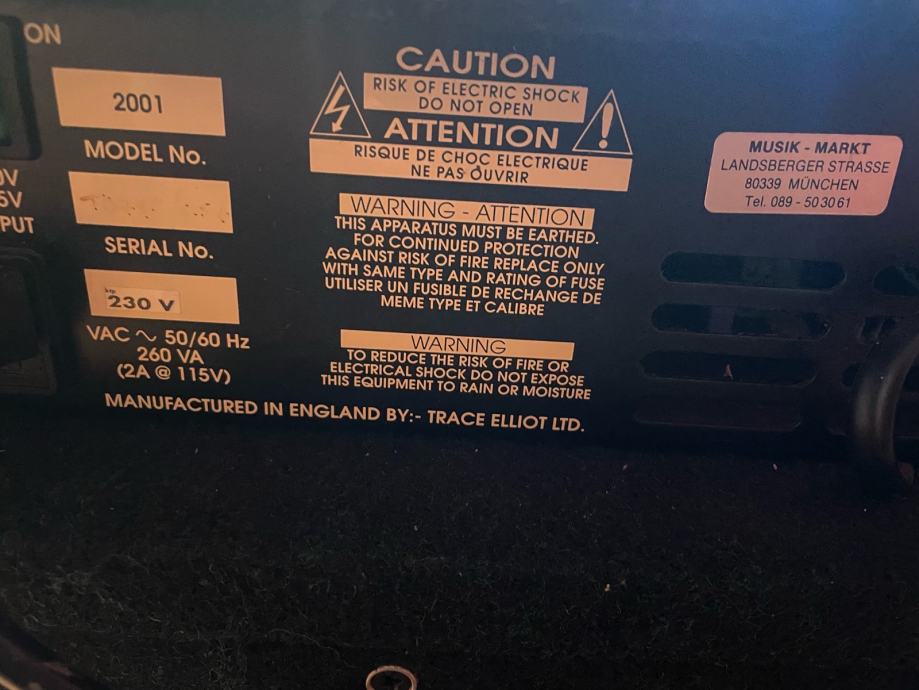 ON
2001
MODEL No.
SERIAL No.
230 V
VAC ~ 50/60 Hz
260 VA
(2A @ 115V)
CAUTION
RISK OF ELECTRIC SHOCK
DO NOT OPEN
ATTENTION
RISQUE DE CHOC ELECTRIQUE
NE PAS OUVRIR
WARNING - ATTENTION
THIS APPARATUS MUST BE EARTHED.
FOR CONTINUED PROTECTION
AGAINST RISK OF FIRE REPLACE ONLY
WITH SAME TYPE AND RATING OF FUSE
UTILISER UN FUSIBLE DE RECHANGE DE
MEME TYPE ET CALIBRE
WARNING
TO REDUCE THE RISK OF FIRE OR
ELECTRICAL SHOCK DO NOT EXPOSE
THIS EQUIPMENT TO RAIN OR MOISTURE
MANUFACTURED IN ENGLAND BY:- TRACE ELLIOT LTD.
MUSIK - MARKT
LANDSBERGER STRASSE
80339 MÜNCHEN
Tel. 089 - 503061